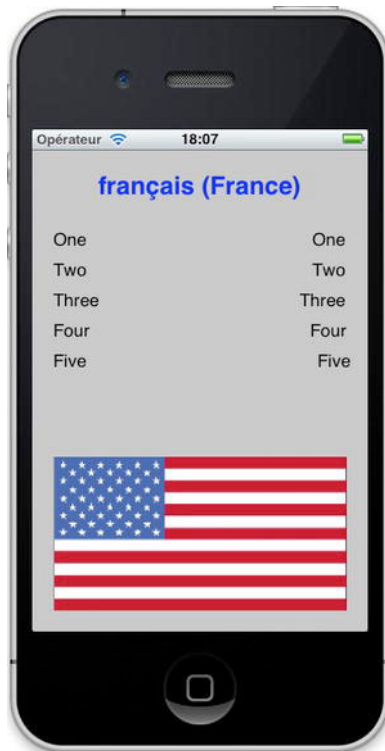 Opérateur 18:07
français (France)
One One
Two Two
Three Three
Four Four
Five Five